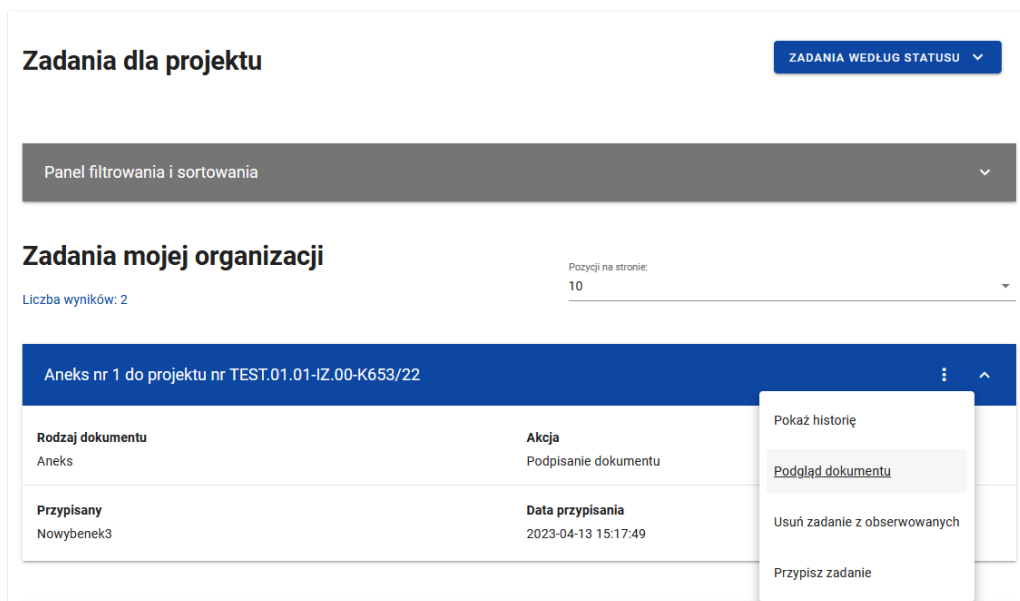 Zadania dla projektu
ZADANIA WEDŁUG STATUSU
Panel filtrowania i sortowania
Zadania mojej organizacji
Liczba wyników: 2
Pozycji na stronie:
10
Aneks nr 1 do projektu nr TEST.01.01-IZ.00-K653/22
Rodzaj dokumentu
Aneks
Akcja
Podpisanie dokumentu
Przypisany
Nowybenek3
Data przypisania
2023-04-13 15:17:49
Pokaż historię
Podgląd dokumentu
Usuń zadanie z obserwowanych
Przypisz zadanie